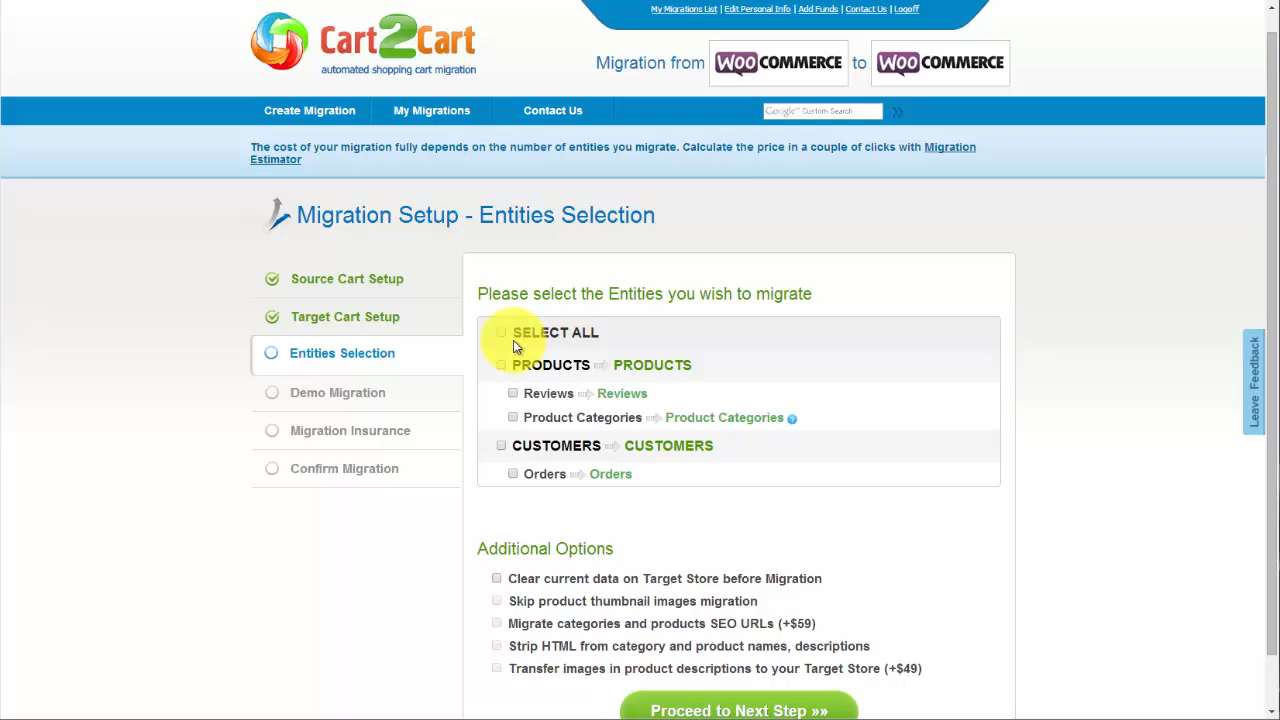 My Migrations List | Edit Personal Info | Add Funds | Contact Us | Logoff
Cart2Cart
automated shopping cart migration
Migration from WOOCOMMERCE to WOOCOMMERCE
Create Migration My Migrations Contact Us Google™ Custom Search »
The cost of your migration fully depends on the number of entities you migrate. Calculate the price in a couple of clicks with Migration
Estimator
Migration Setup - Entities Selection
Source Cart Setup
Target Cart Setup
Entities Selection
Demo Migration
Migration Insurance
Confirm Migration
Please select the Entities you wish to migrate
SELECT ALL
PRODUCTS PRODUCTS
Reviews Reviews
Product Categories Product Categories ?
CUSTOMERS CUSTOMERS
Orders Orders
Additional Options
Clear current data on Target Store before Migration
Skip product thumbnail images migration
Migrate categories and products SEO URLs (+$59)
Strip HTML from category and product names, descriptions
Transfer images in product descriptions to your Target Store (+$49)
Proceed to Next Step »»
Leave Feedback